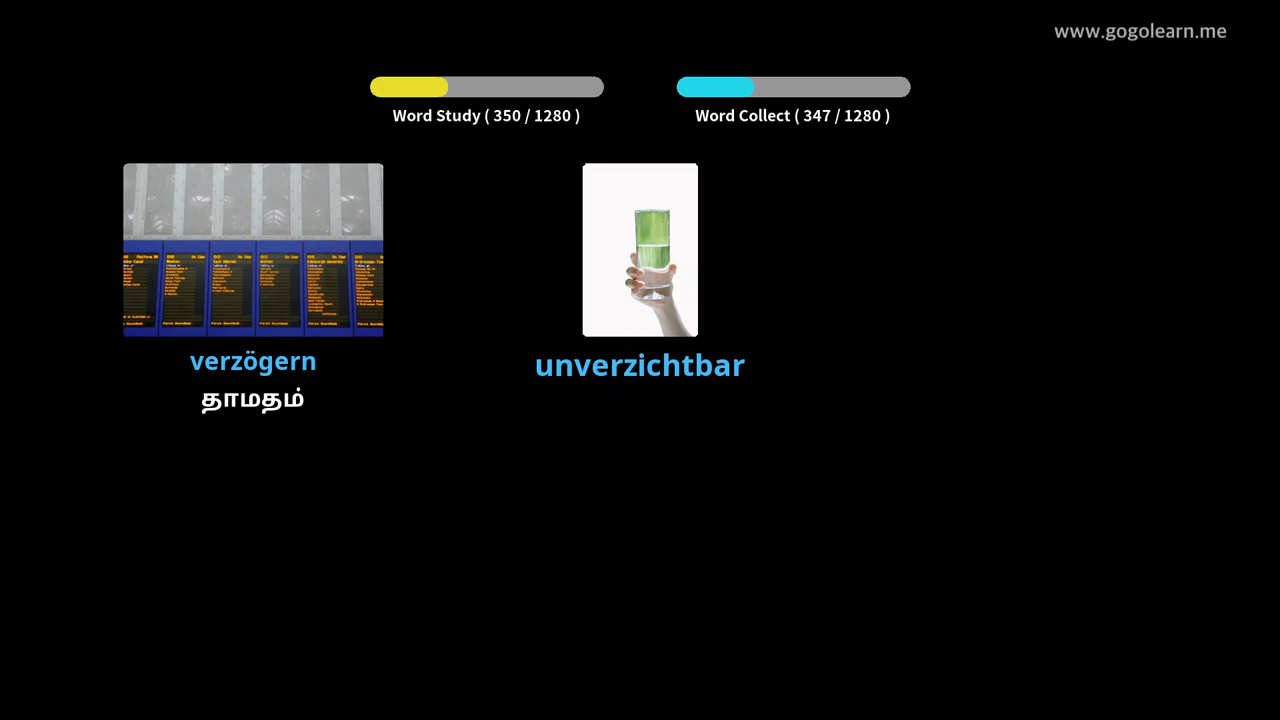 www.gogolearn.me
Word Study ( 350 / 1280 )
Word Collect ( 347 / 1280 )
verzögern
தாமதம்
unverzichtbar